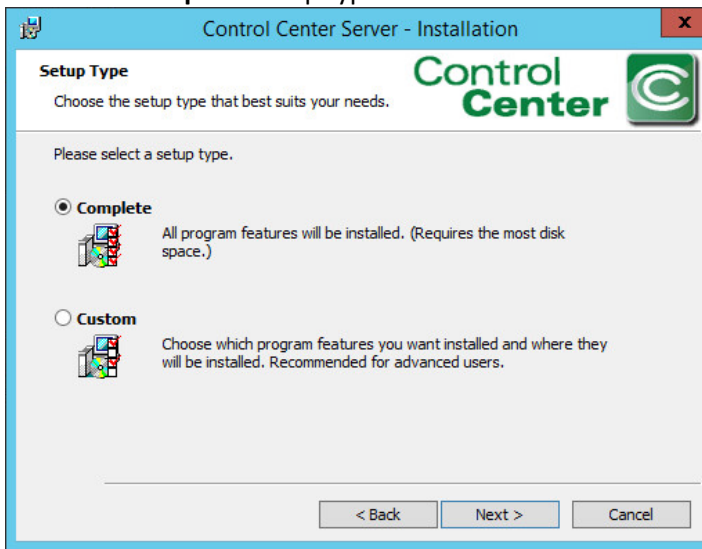 Control Center Server - Installation
x
Setup Type
Choose the setup type that best suits your needs.
Control
Center
C
Please select a setup type.
Complete
All program features will be installed. (Requires the most disk
space.)
Custom
Choose which program features you want installed and where they
will be installed. Recommended for advanced users.
< Back Next > Cancel